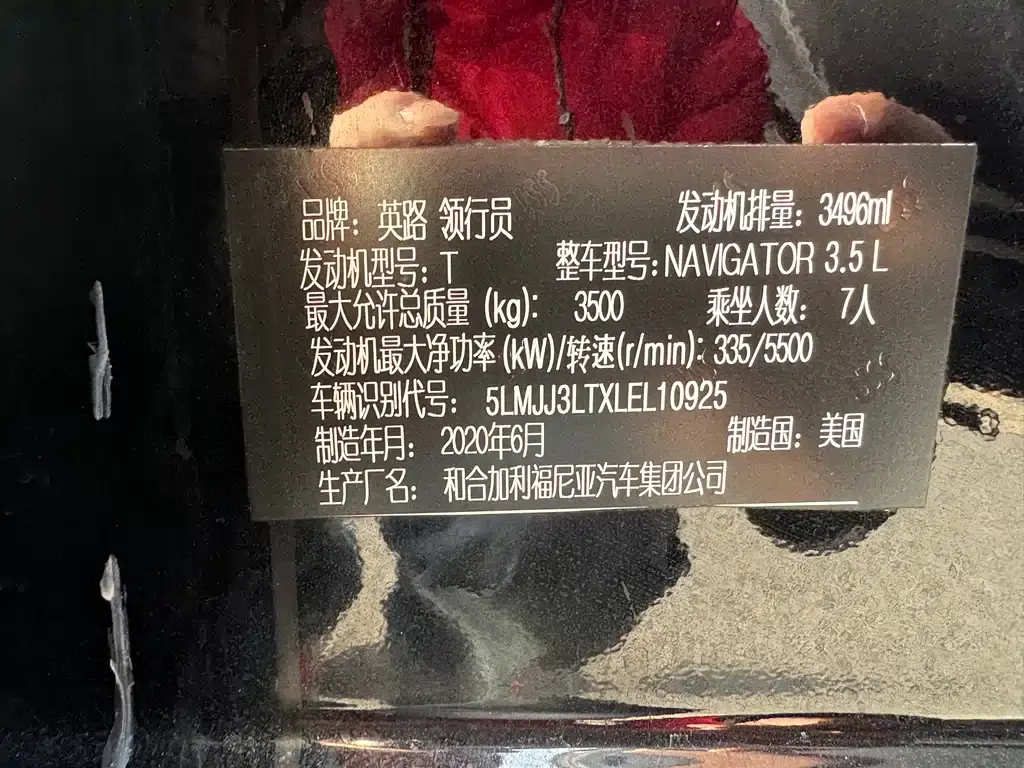 品牌：英路 领行员 发动机排量：3496ml
发动机型号：T 整车型号：NAVIGATOR 3.5 L
最大允许总质量 (kg)： 3500 乘坐人数： 7人
发动机最大净功率(kW)/转速(r/min)：335/5500
车辆识别代号： 5LMJJ3LTXLEL10925
制造年月： 2020年6月 制造国：美国
生产厂名： 和合加利福尼亚汽车集团公司